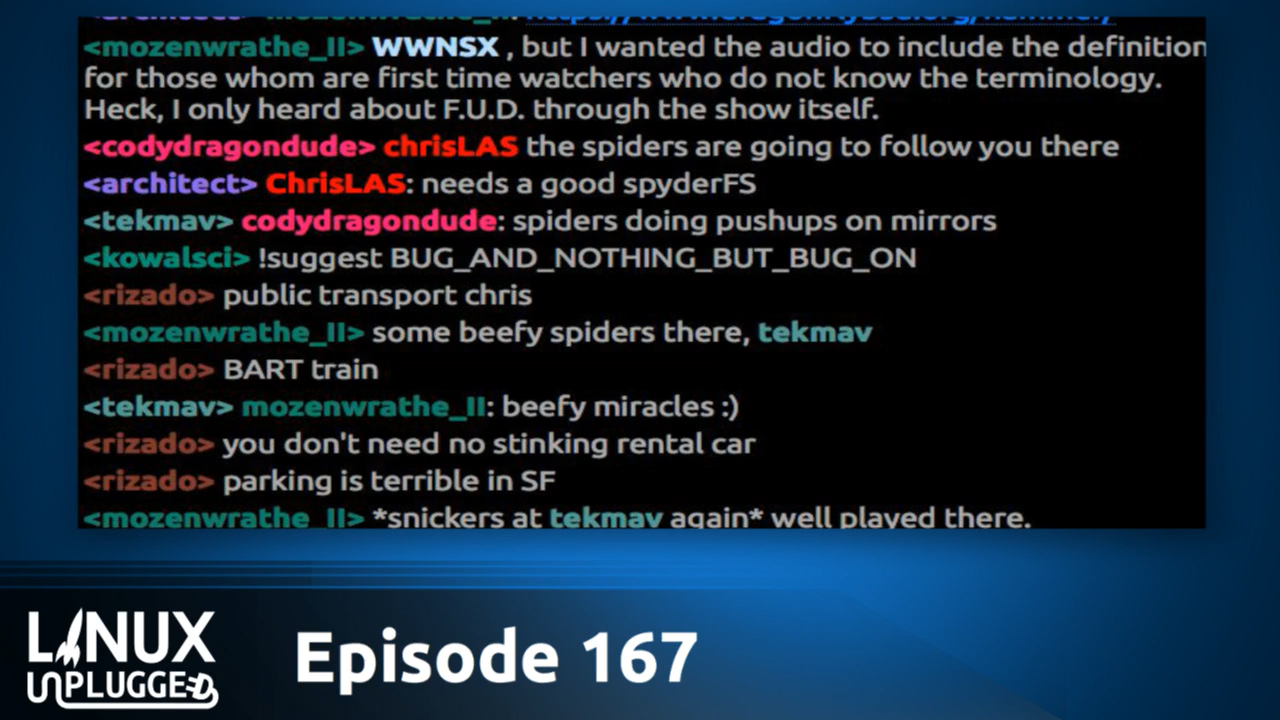 <mozenwrathe_II> WWNSX , but I wanted the audio to include the definition
for those whom are first time watchers who do not know the terminology.
Heck, I only heard about F.U.D. through the show itself.
<codydragondude> chrisLAS the spiders are going to follow you there
<architect> ChrisLAS: needs a good spyderFS
<tekmav> codydragondude: spiders doing pushups on mirrors
<kowalsci> !suggest BUG_AND_NOTHING_BUT_BUG_ON
<rizado> public transport chris
<mozenwrathe_II> some beefy spiders there, tekmav
<rizado> BART train
<tekmav> mozenwrathe_II: beefy miracles :)
<rizado> you don't need no stinking rental car
<rizado> parking is terrible in SF
<mozenwrathe_II> *snickers at tekmav again* well played there.
LINUX
UNPLUGGED
Episode 167